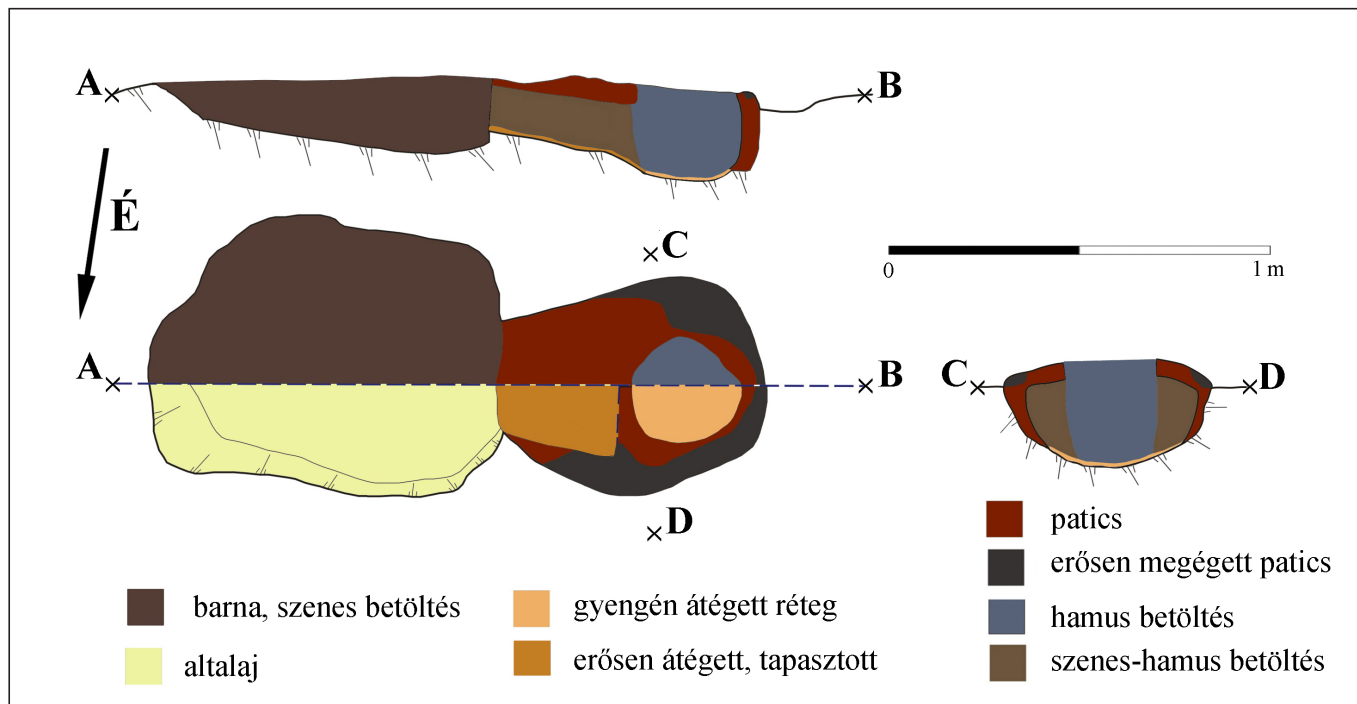 A
B
É
C
0
1 m
A
B
C
D
D
patics
erősen megégett patics
barna, szenes betöltés
gyengén átégett réteg
hamus betöltés
altalaj
erősen átégett, tapasztott
szenes-hamus betöltés